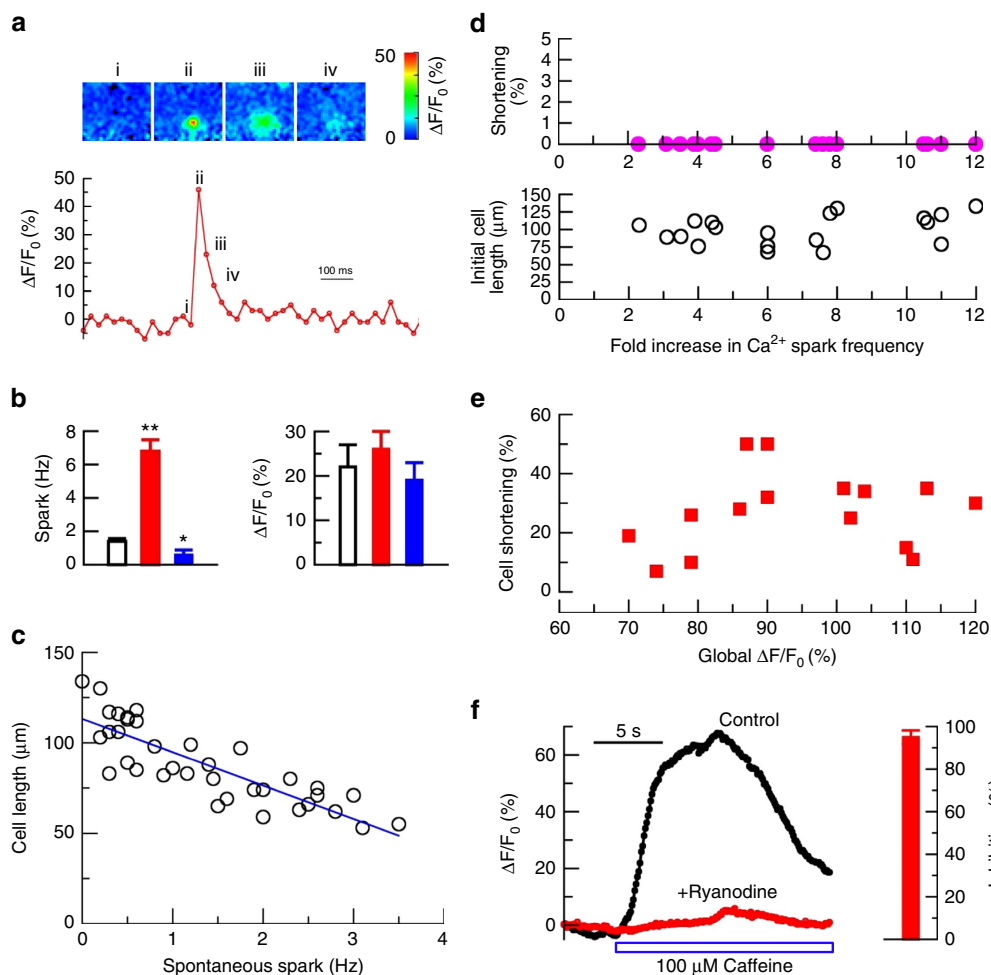 a
i ii iii iv
50
0
ΔF/F0 (%)
50
40
30
20
10
0
ΔF/F0 (%)
ii
iii
iv
i
100 ms
b
8
6
4
2
0
Spark (Hz)
**
*
30
20
10
0
ΔF/F0 (%)
c
150
100
50
0
Cell length (μm)
0 1 2 3 4
Spontaneous spark (Hz)
d
5
4
3
2
1
0
Shortening
(%)
0 2 4 6 8 10 12
150
125
100
75
50
25
0
Initial cell
length (μm)
0 2 4 6 8 10 12
Fold increase in Ca2+ spark frequency
e
60
40
20
0
Cell shortening (%)
60 70 80 90 100 110 120
Global ΔF/F0 (%)
f
5 s
Control
60
40
20
0
ΔF/F0 (%)
+Ryanodine
100 μM Caffeine
100
80
60
40
20
0
(%)